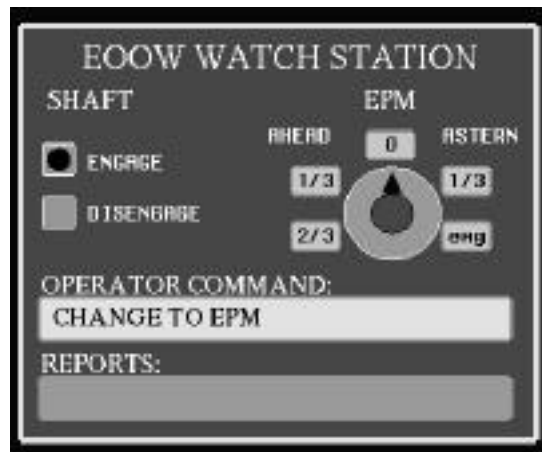 EOOW WATCH STATION
SHAFT EPM
AHEAD 0 ASTERN
ENGAGE 1/3 1/3
DISENGAGE 2/3 emg
OPERATOR COMMAND:
CHANGE TO EPM
REPORTS: